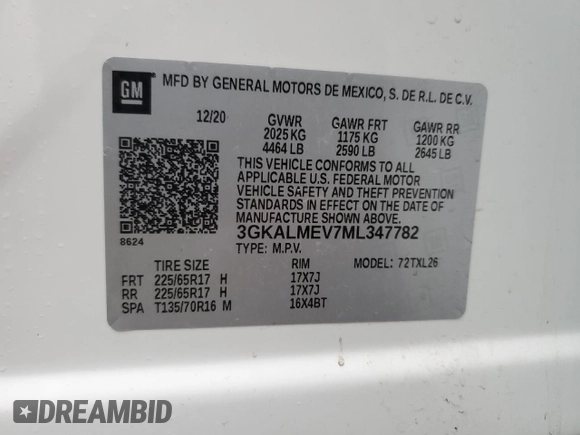 GM
MFD BY GENERAL MOTORS DE MEXICO, S. DE R.L. DE C.V.
12/20 GVWR GAWR FRT GAWR RR
2025 KG 1175 KG 1200 KG
4464 LB 2590 LB 2645 LB
THIS VEHICLE CONFORMS TO ALL
APPLICABLE U.S. FEDERAL MOTOR
VEHICLE SAFETY AND THEFT PREVENTION
STANDARDS IN EFFECT ON THE DATE OF
MANUFACTURE SHOWN ABOVE.
8624 3GKALMEV7ML347782
TYPE: M.P.V. MODEL: 72TXL26
TIRE SIZE RIM
FRT 225/65R17 H 17X7J
RR 225/65R17 H 17X7J
SPA T135/70R16 M 16X4BT
DREAMBID